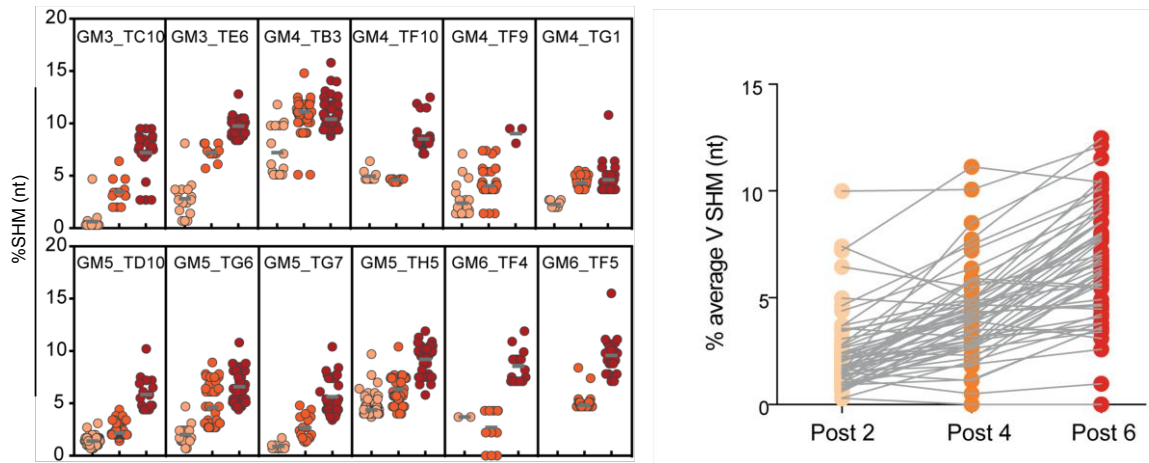 20
GM3_TC10 GM3_TE6 GM4_TB3 GM4_TF10 GM4_TF9 GM4_TG1
15
10
5
0
%SHM (nt)
20
GM5_TD10 GM5_TG6 GM5_TG7 GM5_TH5 GM6_TF4 GM6_TF5
15
10
5
0
15
10
5
0
% average V SHM (nt)
Post 2 Post 4 Post 6